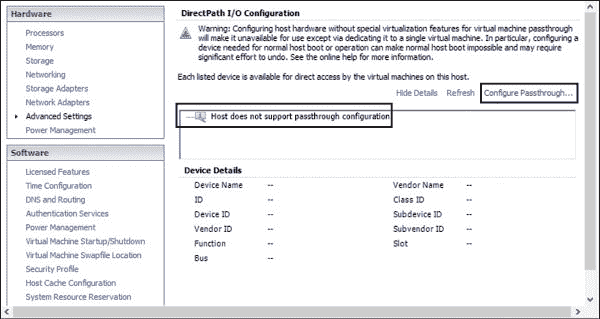 Hardware
Processors
Memory
Storage
Networking
Storage Adapters
Network Adapters
Advanced Settings
Power Management
Software
Licensed Features
Time Configuration
DNS and Routing
Authentication Services
Power Management
Virtual Machine Startup/Shutdown
Virtual Machine Swapfile Location
Security Profile
Host Cache Configuration
System Resource Reservation
DirectPath I/O Configuration
Warning: Configuring host hardware without special virtualization features for virtual machine passthrough
will make it unavailable for use except via dedicating it to a single virtual machine. In particular, configuring a
device needed for normal host boot or operation can make normal host boot impossible and may require
significant effort to undo. See the online help for more information.
Each listed device is available for direct access by the virtual machines on this host.
Hide Details Refresh Configure Passthrough...
Host does not support passthrough configuration
Device Details
Device Name -- Vendor Name --
ID -- Class ID --
Device ID -- Subdevice ID --
Vendor ID -- Subvendor ID --
Function -- Slot --
Bus --